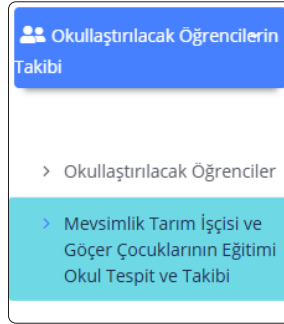 Okullaştırılacak Öğrencilerin
Takibi
Okullaştırılacak Öğrenciler
Mevsimlik Tarım İşçisi ve
Göçer Çocuklarının Eğitimi
Okul Tespit ve Takibi